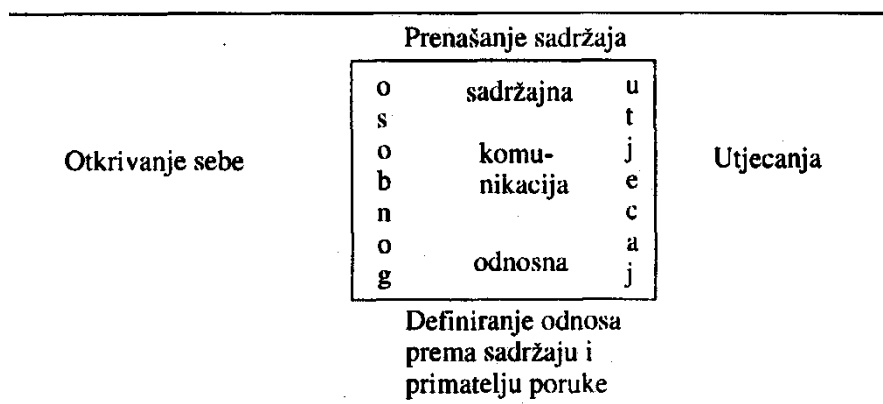 Prenašanje sadržaja
osobnog
sadržajna
utjecaj
Otkrivanje sebe
komu-
nikacija
Utjecanja
odnosna
Definiranje odnosa
prema sadržaju i
primatelju poruke